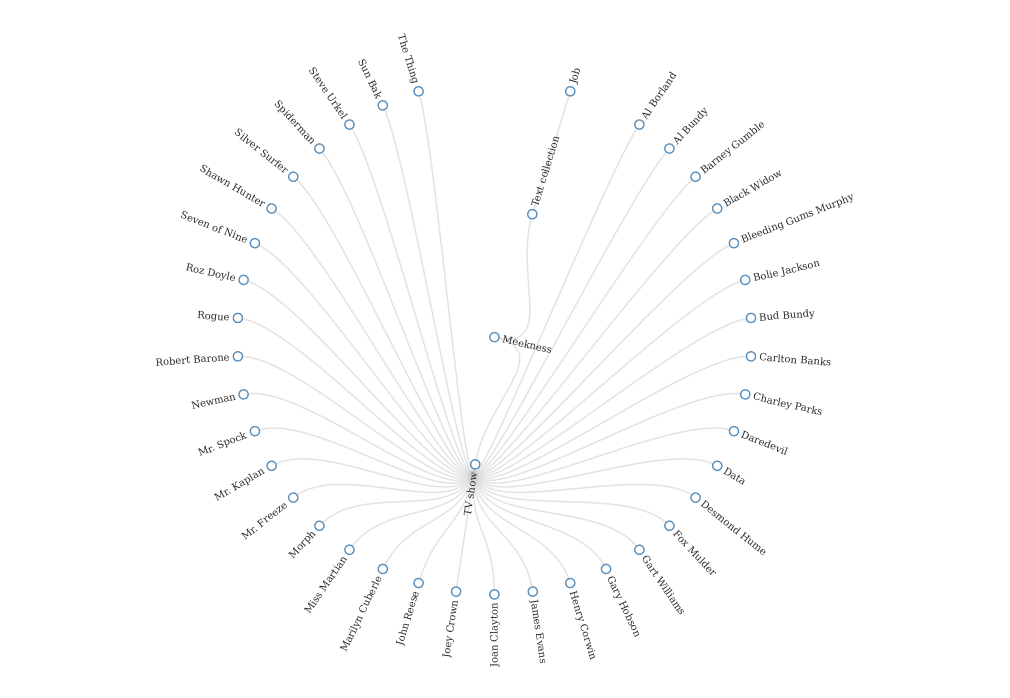 The Thing
Sun Bak
Steve Urkel
Spiderman
Silver Surfer
Shawn Hunter
Seven of Nine
Roz Doyle
Rogue
Robert Barone
Newman
Mr. Spock
Mr. Kaplan
Mr. Freeze
Morph
Miss Martian
Marilyn Cuberle
John Reese
Joey Crown
Joan Clayton
James Evans
Henry Corwin
Gary Hobson
Gart Williams
Fox Mulder
Desmond Hume
Data
Daredevil
Charley Parks
Carlton Banks
Bud Bundy
Bolie Jackson
Bleeding Gums Murphy
Black Widow
Barney Gumble
Al Bundy
Al Borland
Job
Text collection
Meekness
TV show